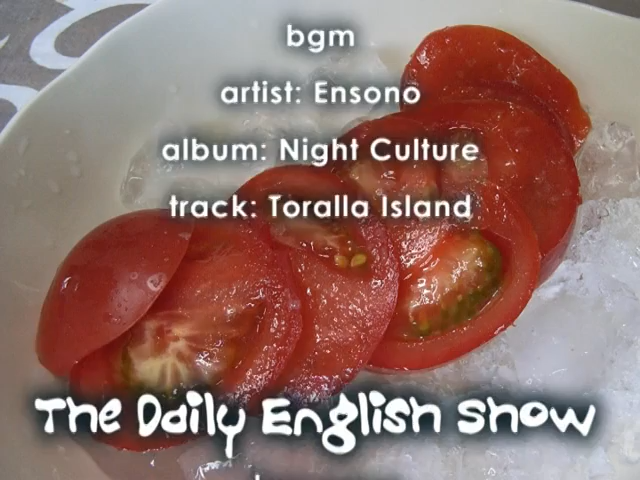 bgm
artist: Ensono
album: Night Culture
track: Toralla Island
The Daily English Show